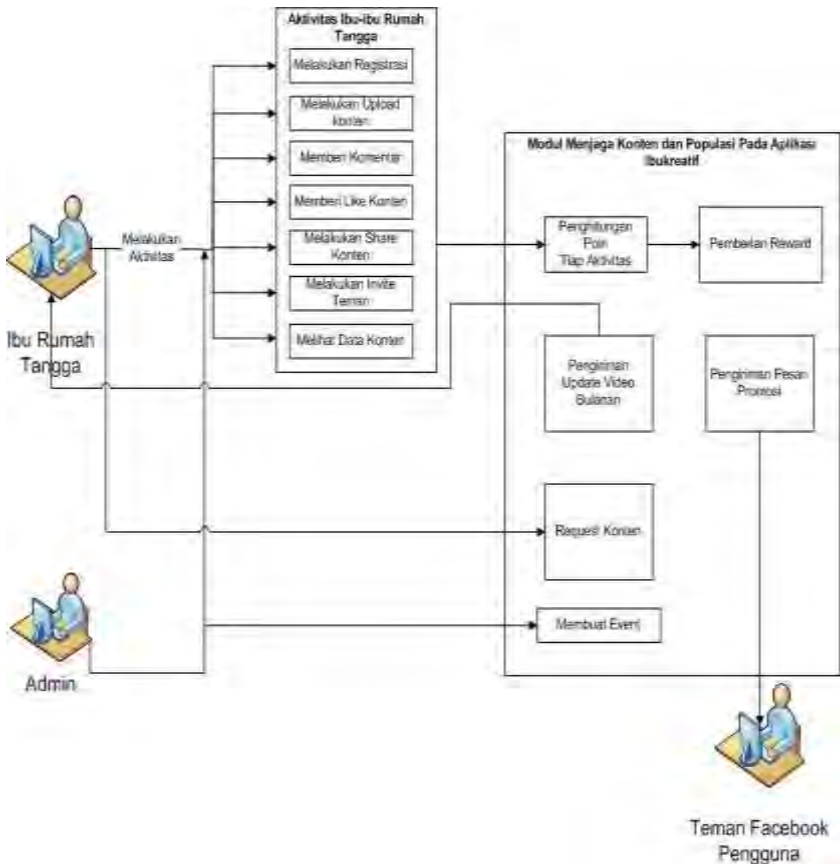 Aktivitas Ibu-ibu Rumah
Tangga
Melakukan Registrasi
Melakukan Upload
konten
Memberi Komentar
Memberi Like Konten
Melakukan Share
Konten
Melakukan Invite
Teman
Melihat Data Konten
Melakukan
Aktivitas
Ibu Rumah
Tangga
Admin
Modul Menjaga Konten dan Populasi Pada Aplikasi
Ibukreatif
Penghitungan
Poin
Tiap Aktivitas
Pemberian Reward
Pengiriman
Update Video
Bulanan
Pengiriman Pesan
Promosi
Request Konten
Membuat Event
Teman Facebook
Pengguna